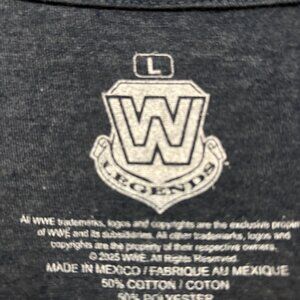 L
W
LEGENDS
All WWE trademarks, logos and copyrights are the exclusive proper
of WWE and its subsidiaries. All other trademarks, logos and
copyrights are the property of their respective owners.
© 2025 WWE. All Rights Reserved.
MADE IN MEXICO / FABRIQUE AU MEXIQUE
50% COTTON / COTON
50% POLYESTER